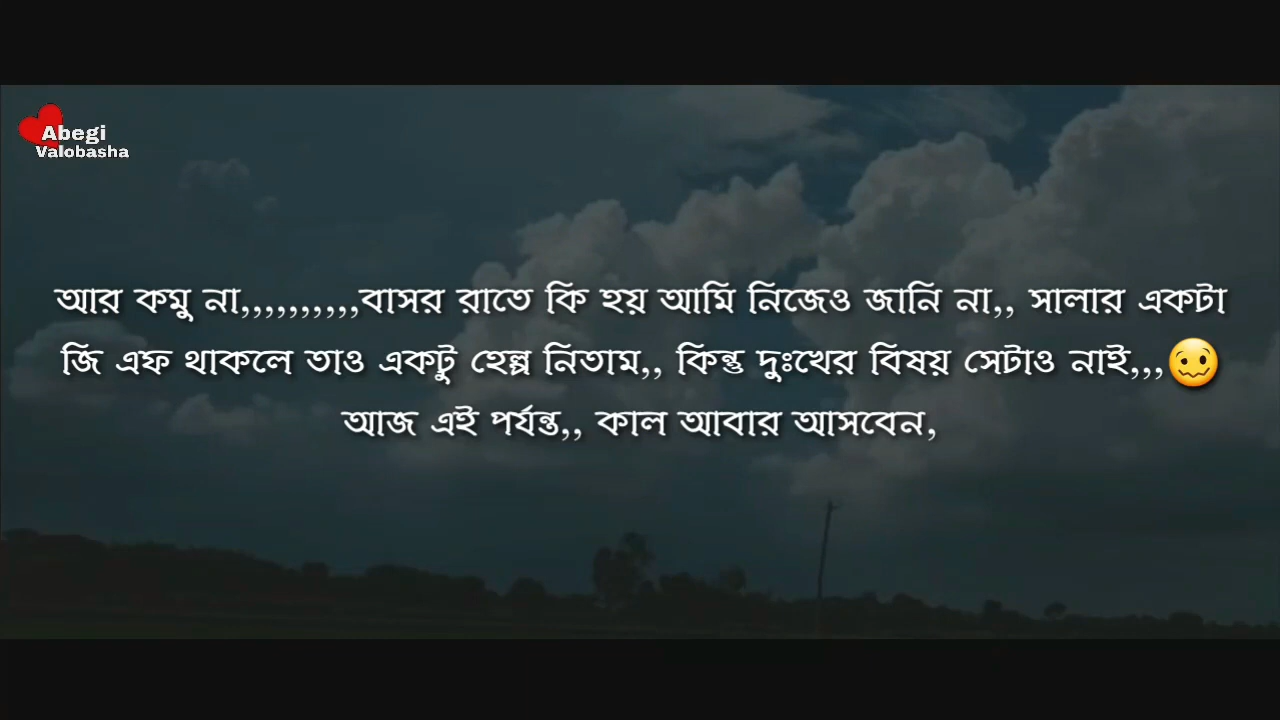 Abegi
Valobasha
আর কমু না,,,,,,,,,,বাসর রাতে কি হয় আমি নিজেও জানি না,, সালার একটা
জি এফ থাকলে তাও একটু হেল্প নিতাম,, কিন্তু দুঃখের বিষয় সেটাও নাই,,,🥴
আজ এই পর্যন্ত,, কাল আবার আসবেন,